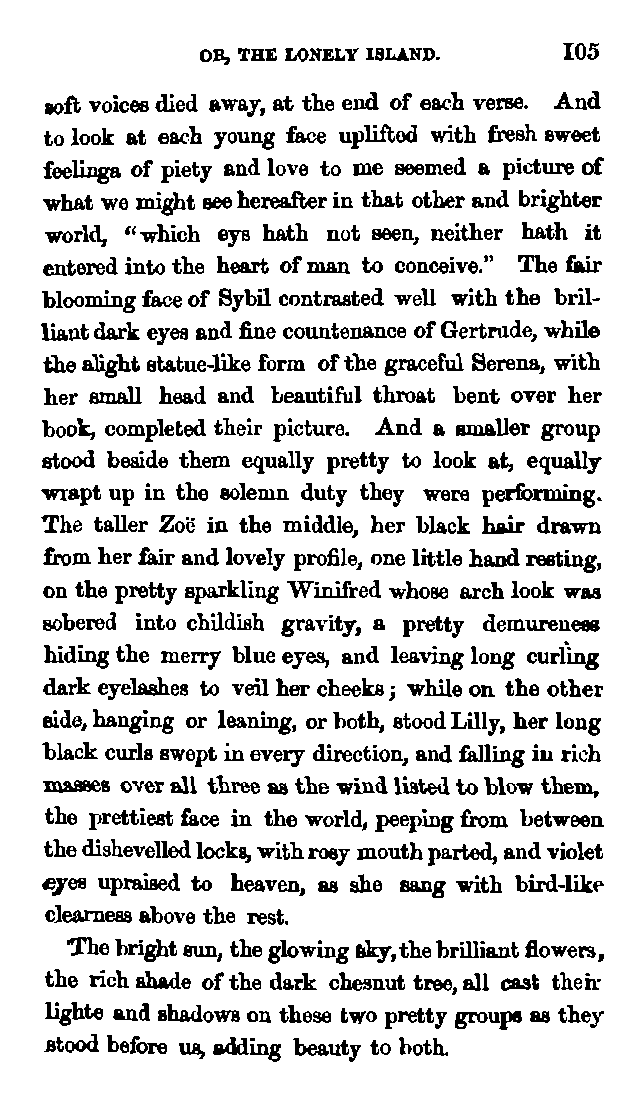 OR, THE LONELY ISLAND. 105
soft voices died away, at the end of each verse. And
to look at each young face uplifted with fresh sweet
feelings of piety and love to me seemed a picture of
what we might see hereafter in that other and brighter
world, “which eye hath not seen, neither hath it
entered into the heart of man to conceive.” The fair
blooming face of Sybil contrasted well with the bril-
liant dark eyes and fine countenance of Gertrude, while
the slight statue-like form of the graceful Serena, with
her small head and beautiful throat bent over her
book, completed their picture. And a smaller group
stood beside them equally pretty to look at, equally
wrapt up in the solemn duty they were performing.
The taller Zoë in the middle, her black hair drawn
from her fair and lovely profile, one little hand resting,
on the pretty sparkling Winifred whose arch look was
sobered into childish gravity, a pretty demureness
hiding the merry blue eyes, and leaving long curling
dark eyelashes to veil her cheeks; while on the other
side, hanging or leaning, or both, stood Lilly, her long
black curls swept in every direction, and falling in rich
masses over all three as the wind listed to blow them,
the prettiest face in the world, peeping from between
the dishevelled locks, with rosy mouth parted, and violet
eyes upraised to heaven, as she sang with bird-like
clearness above the rest.
The bright sun, the glowing sky, the brilliant flowers,
the rich shade of the dark chesnut tree, all cast their
lights and shadows on these two pretty groups as they
stood before us, adding beauty to both.